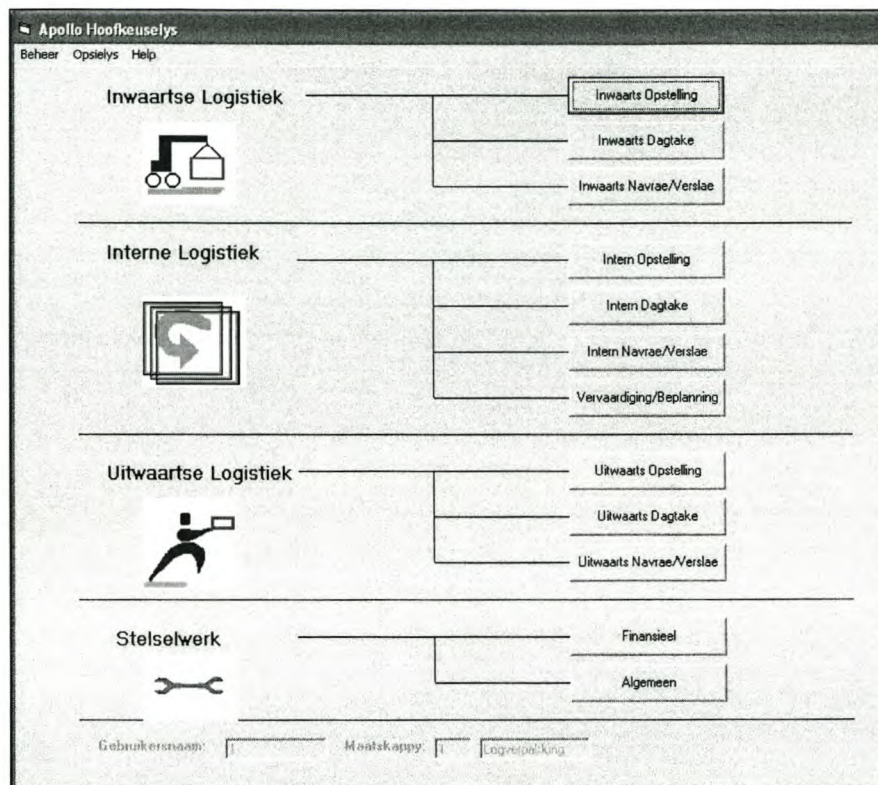 Apollo Hoofkeuselys
Beheer Opsielys Help
Inwaartse Logistiek
Inwaarts Opstelling
Inwaarts Dagtake
Inwaarts Navrae/Verslae
Interne Logistiek
Intern Opstelling
Intern Dagtake
Intern Navrae/Verslae
Vervaardiging/Beplanning
Uitwaartse Logistiek
Uitwaarts Opstelling
Uitwaarts Dagtake
Uitwaarts Navrae/Verslae
Stelselwerk
Finansieel
Algemeen
Gebruikersnaam: 1 Maatskappy: 1 Logverpakking